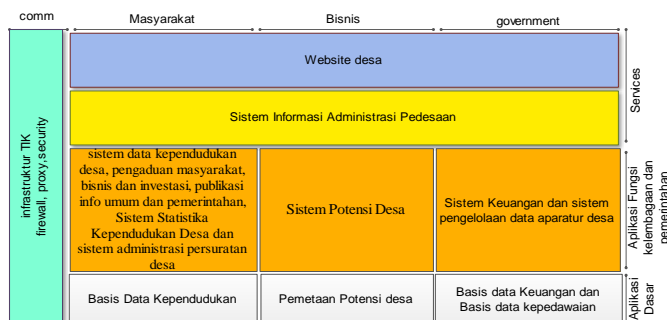 comm
Masyarakat
Bisnis
government
Website desa
Sistem Informasi Administrasi Pedesaan
Services
infrastruktur TIK
firewall, proxy,security
sistem data kependudukan
desa, pengaduan masyarakat,
bisnis dan investasi, publikasi
info umum dan pemerintahan,
Sistem Statistika
Kependudukan Desa dan
sistem administrasi persuratan
desa
Sistem Potensi Desa
Sistem Keuangan dan sistem
pengelolaan data aparatur desa
Aplikasi Fungsi
kelembagaan dan
pemerintahan
Basis Data Kependudukan
Pemetaan Potensi desa
Basis data Keuangan dan
Basis data kepedawaian
Aplikasi
Dasar